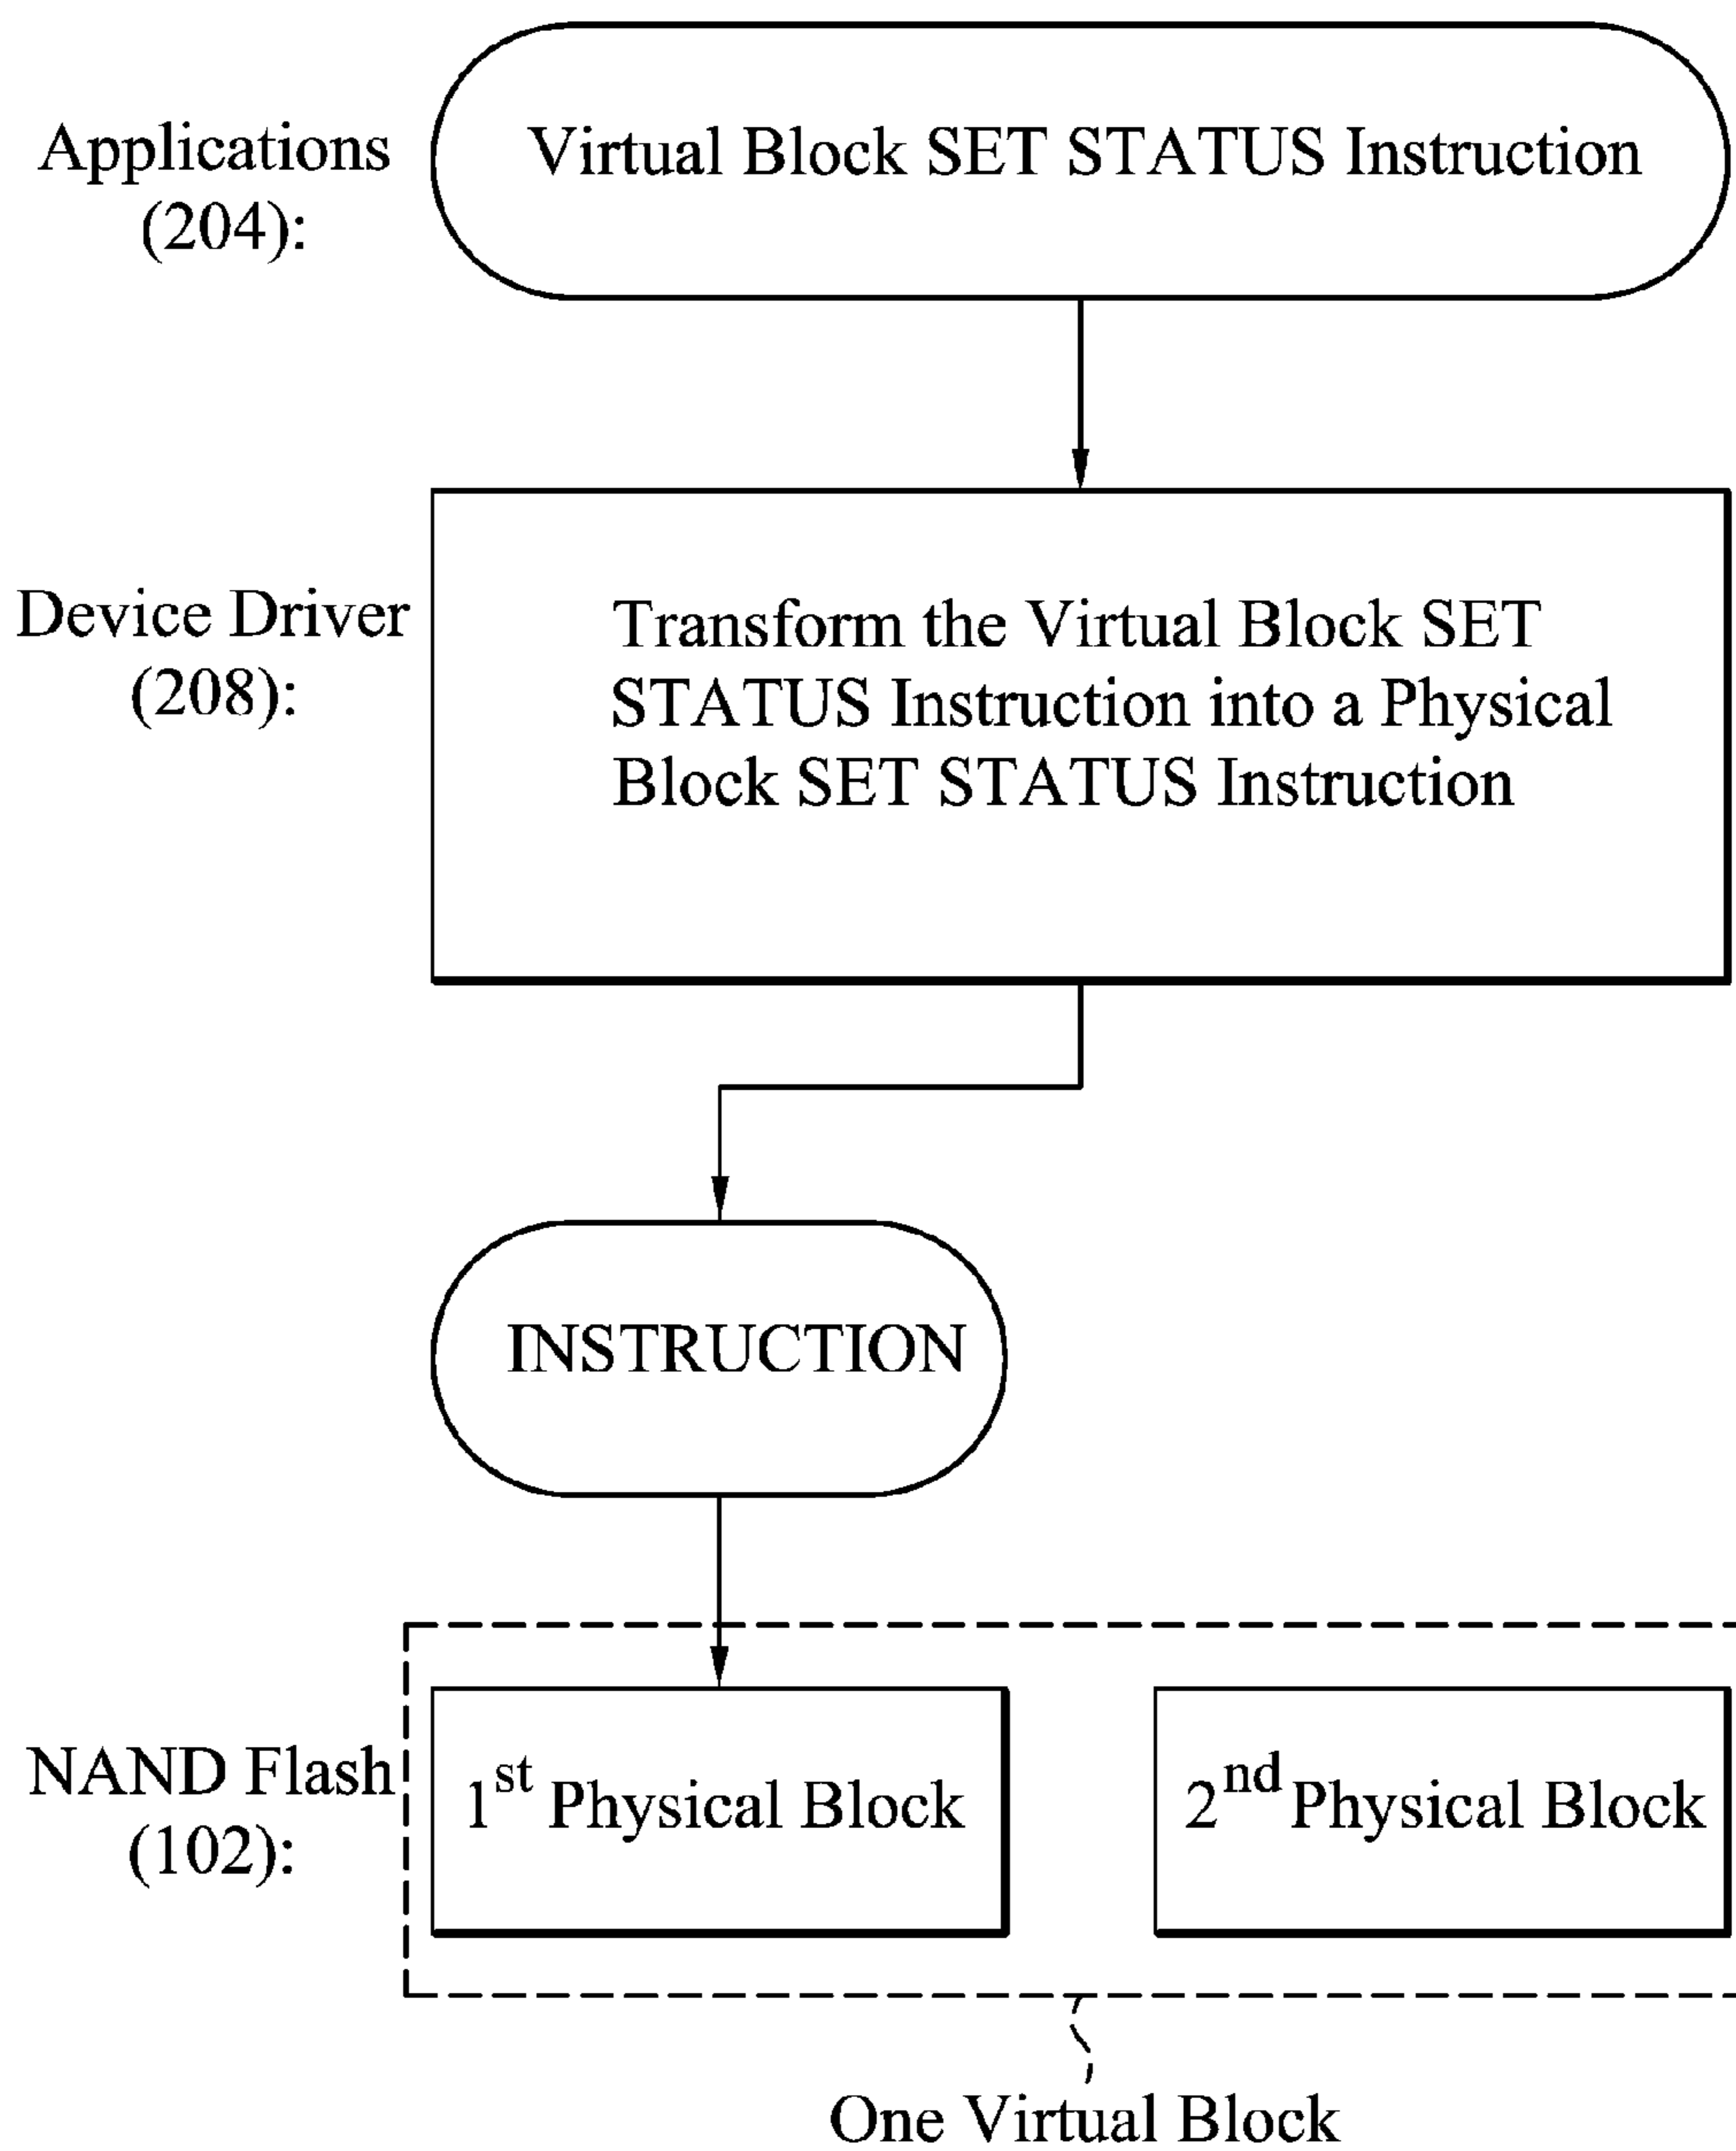 Applications
(204):
Virtual Block SET STATUS Instruction
Device Driver
(208):
Transform the Virtual Block SET
STATUS Instruction into a Physical
Block SET STATUS Instruction
INSTRUCTION
NAND Flash
(102):
1st Physical Block
2nd Physical Block
One Virtual Block